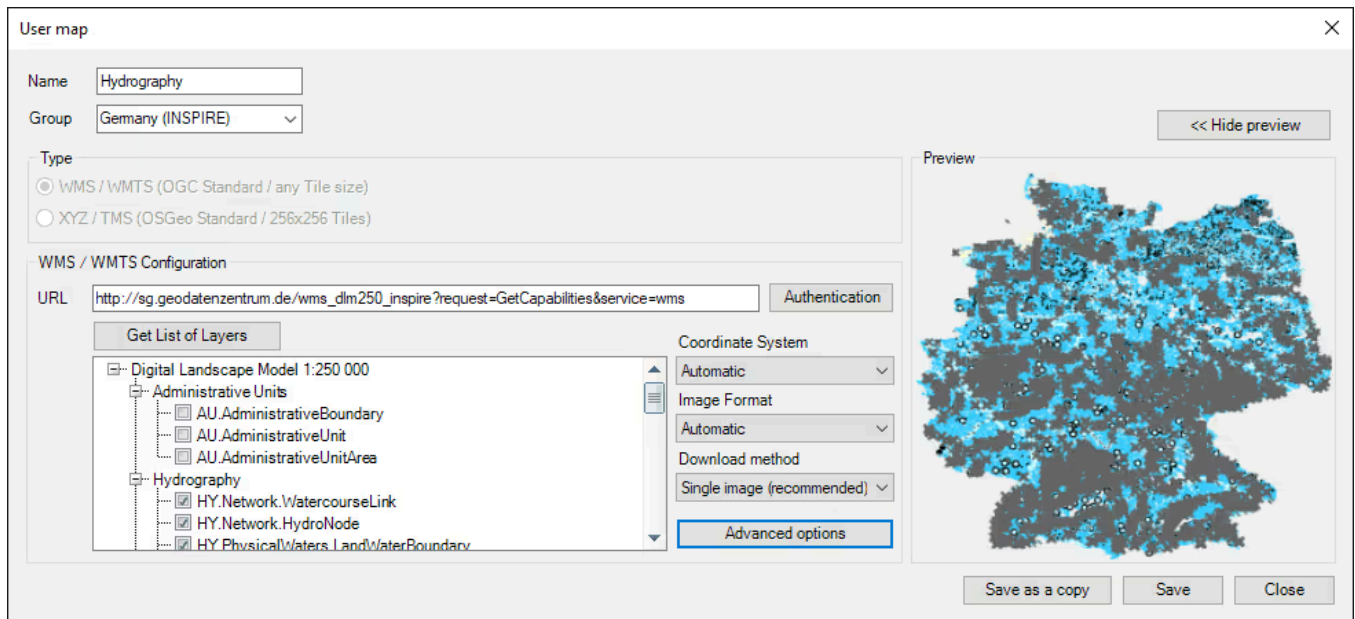 User map
Name Hydrography
Group Germany (INSPIRE)
<< Hide preview
Type
WMS / WMTS (OGC Standard / any Tile size)
XYZ / TMS (OSGeo Standard / 256x256 Tiles)
Preview
WMS / WMTS Configuration
URL http://sg.geodatenzentrum.de/wms_dlm250_inspire?request=GetCapabilities&service=wms Authentication
Get List of Layers
Digital Landscape Model 1:250 000
Administrative Units
AU.AdministrativeBoundary
AU.AdministrativeUnit
AU.AdministrativeUnitArea
Hydrography
HY.Network.WatercourseLink
HY.Network.HydroNode
HY.PhysicalWaters.LandWaterBoundary
Coordinate System
Automatic
Image Format
Automatic
Download method
Single image (recommended)
Advanced options
Save as a copy Save Close